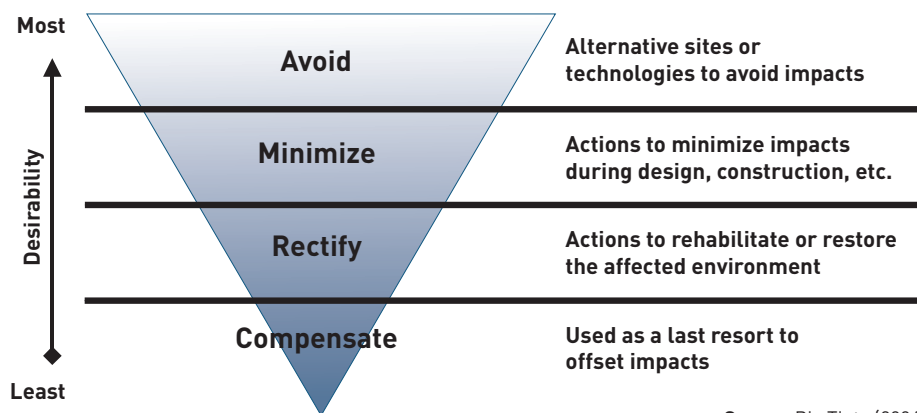 Most
Avoid
Alternative sites or
technologies to avoid impacts
Minimize
Actions to minimize impacts
during design, construction, etc.
Desirability
Rectify
Actions to rehabilitate or restore
the affected environment
Compensate
Used as a last resort to
offset impacts
Least